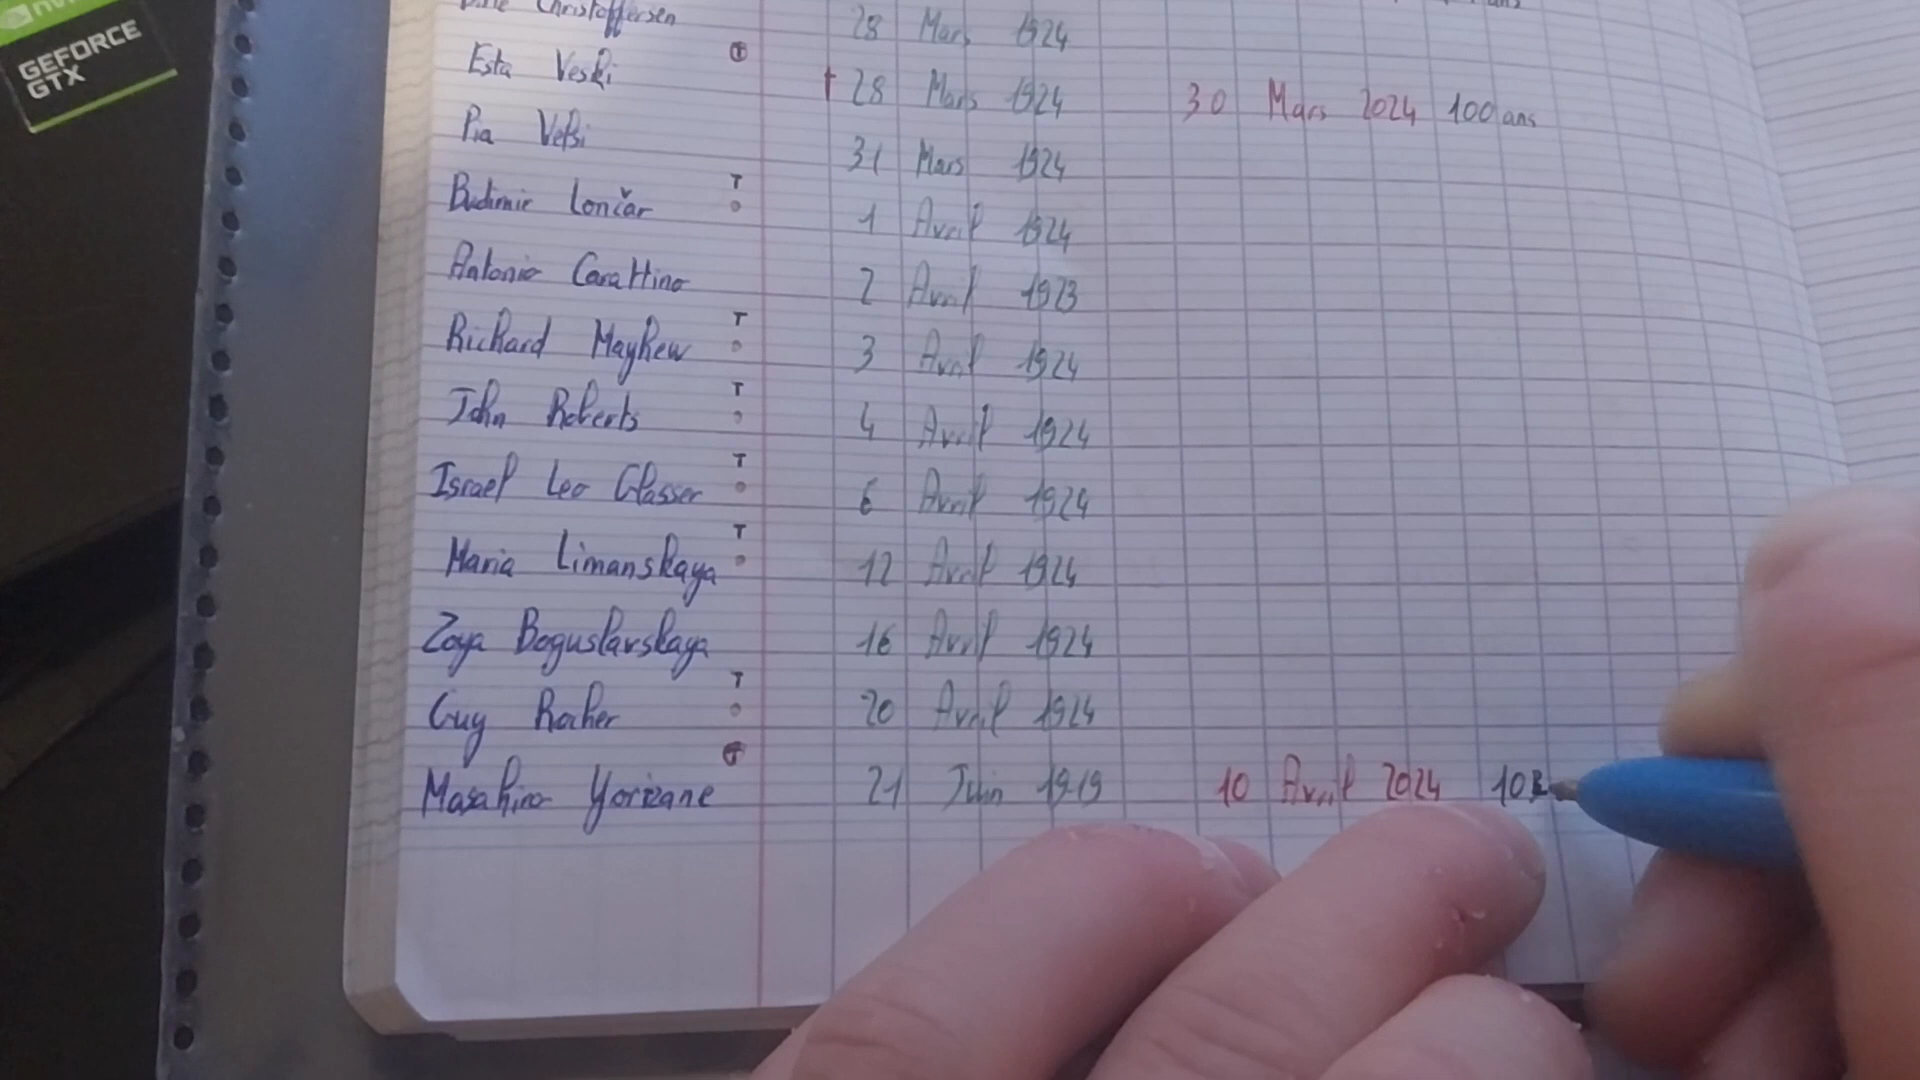 GEFORCE
GTX
Christoffersen 28 Mars 1924
Esta Veski T † 28 Mars 1924 30 Mars 2024 100 ans
Pia Velsi 31 Mars 1924
Budimir Lončar T 1 Avril 1924
Antonio Carattino 2 Avril 1923
Richard Mayhew T 3 Avril 1924
John Roberts T 4 Avril 1924
Israel Leo Glasser T 6 Avril 1924
Maria Limanskaya T 12 Avril 1924
Zoya Boguslavskaya 16 Avril 1924
Guy Rocher T 20 Avril 1924
Masahiro Yorizane T 21 Juin 1919 10 Avril 2024